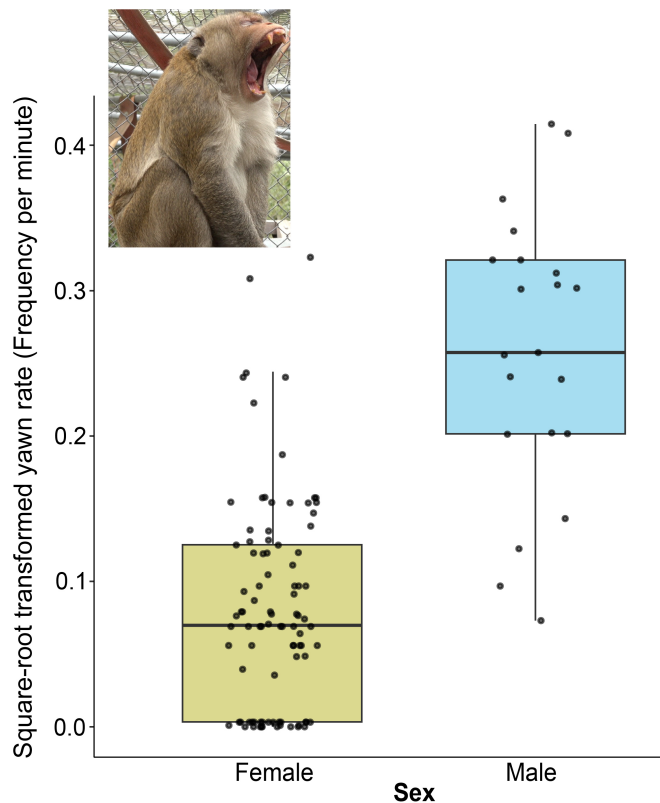 Square-root transformed yawn rate (Frequency per minute)
0.4
0.3
0.2
0.1
0.0
Female
Male
Sex